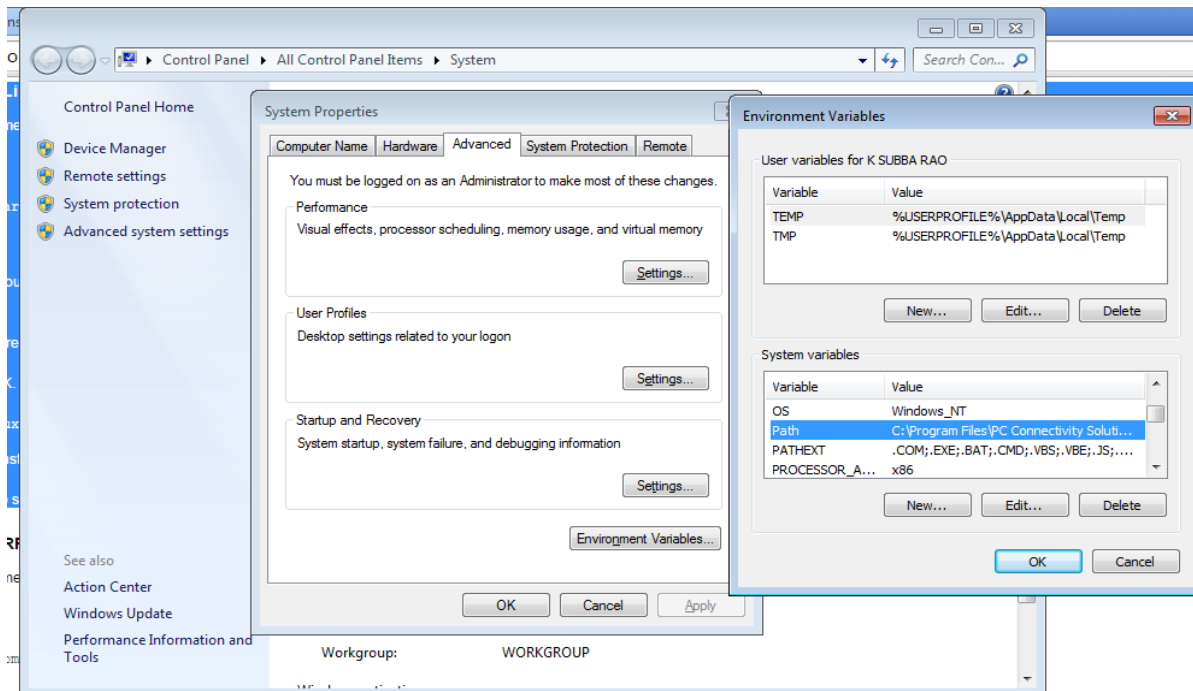 Control Panel ▸ All Control Panel Items ▸ System
Search Con...
Control Panel Home
Device Manager
Remote settings
System protection
Advanced system settings
See also
Action Center
Windows Update
Performance Information and
Tools
System Properties
Computer Name Hardware Advanced System Protection Remote
You must be logged on as an Administrator to make most of these changes.
Performance
Visual effects, processor scheduling, memory usage, and virtual memory
Settings...
User Profiles
Desktop settings related to your logon
Settings...
Startup and Recovery
System startup, system failure, and debugging information
Settings...
Environment Variables...
OK Cancel Apply
Workgroup: WORKGROUP
Environment Variables
User variables for K SUBBA RAO
Variable Value
TEMP %USERPROFILE%\AppData\Local\Temp
TMP %USERPROFILE%\AppData\Local\Temp
New... Edit... Delete
System variables
Variable Value
OS Windows_NT
Path C:\Program Files\PC Connectivity Soluti...
PATHEXT .COM;.EXE;.BAT;.CMD;.VBS;.VBE;.JS;....
PROCESSOR_A... x86
New... Edit... Delete
OK Cancel